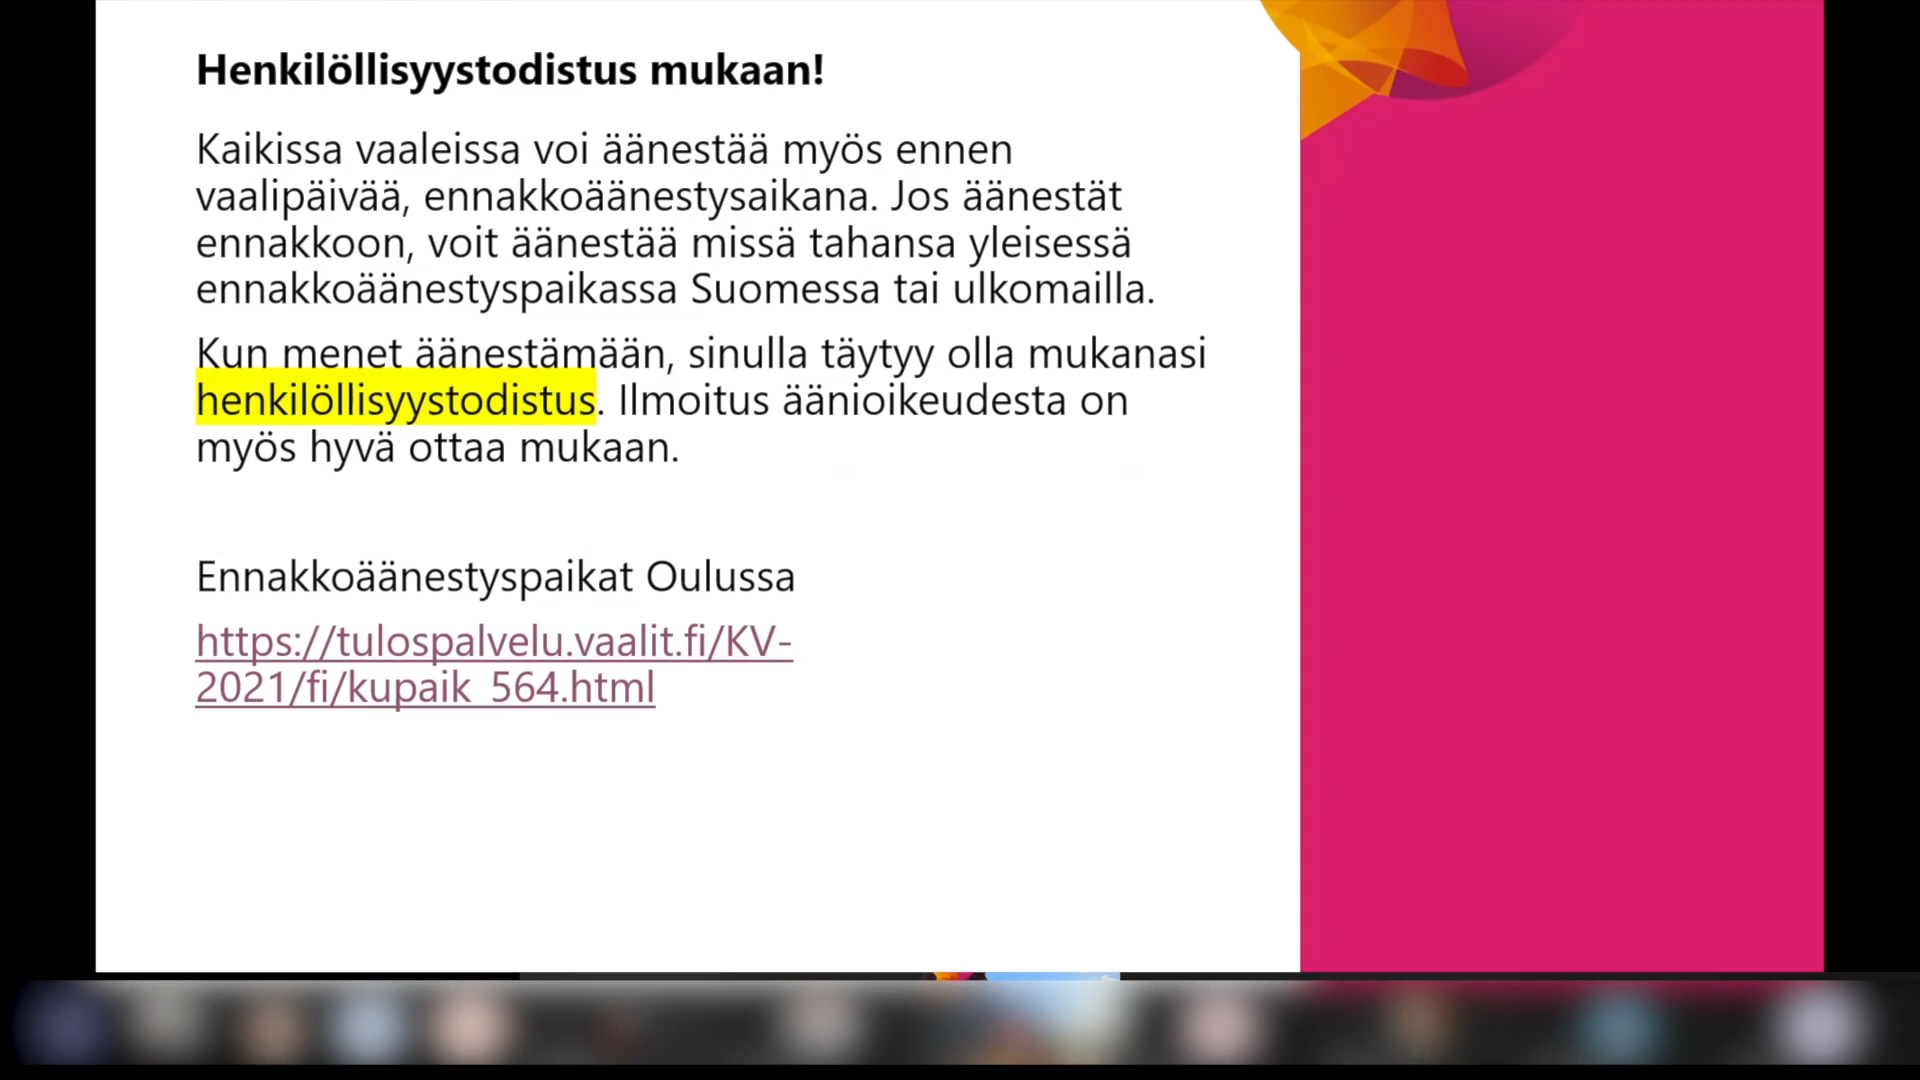 Henkilöllisyystodistus mukaan!
Kaikissa vaaleissa voi äänestää myös ennen
vaalipäivää, ennakkoäänestysaikana. Jos äänestät
ennakkoon, voit äänestää missä tahansa yleisessä
ennakkoäänestyspaikassa Suomessa tai ulkomailla.
Kun menet äänestämään, sinulla täytyy olla mukanasi
henkilöllisyystodistus. Ilmoitus äänioikeudesta on
myös hyvä ottaa mukaan.
Ennakkoäänestyspaikat Oulussa
https://tulospalvelu.vaalit.fi/KV-
2021/fi/kupaik_564.html